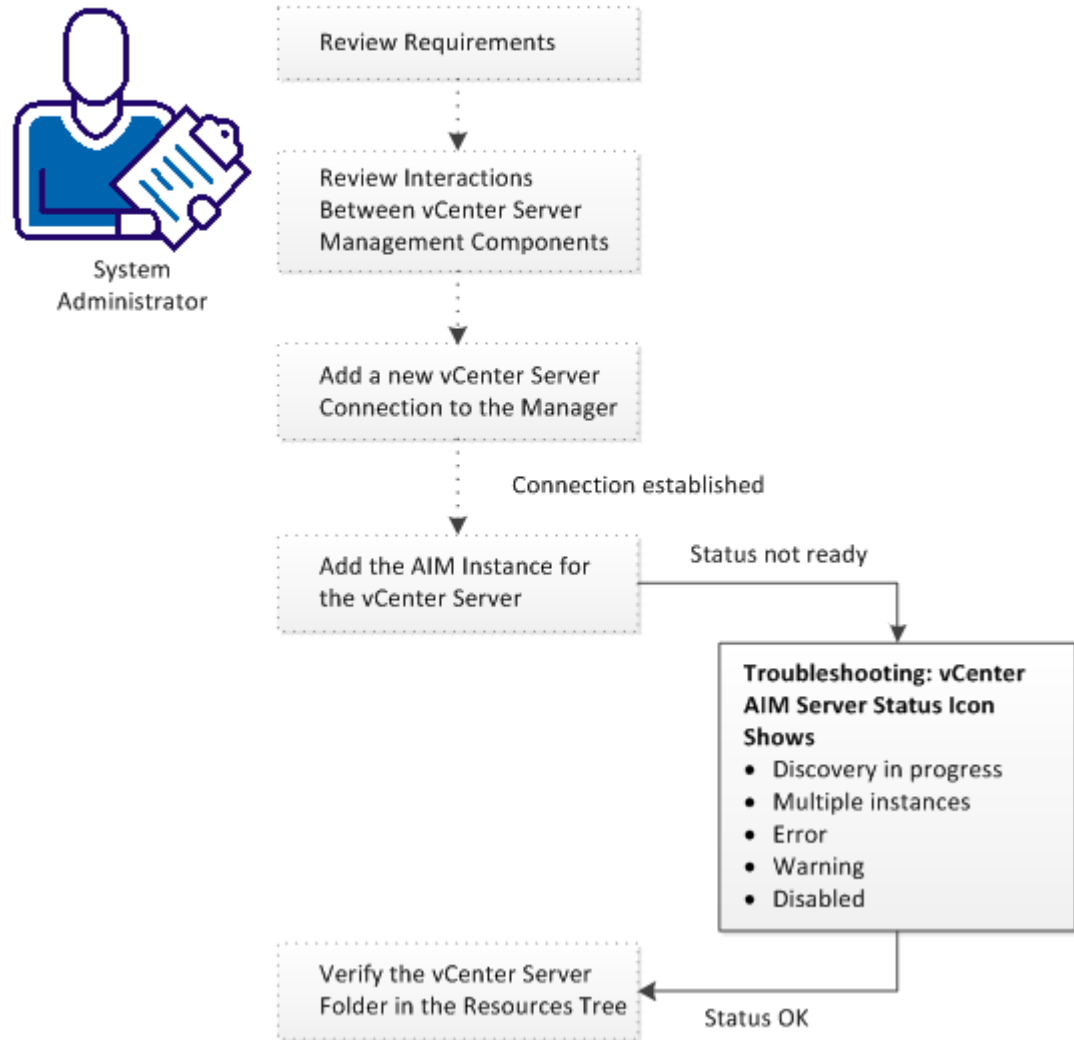 Review Requirements
System
Administrator
Review Interactions
Between vCenter Server
Management Components
Add a new vCenter Server
Connection to the Manager
Connection established
Add the AIM Instance for
the vCenter Server
Status not ready
Troubleshooting: vCenter
AIM Server Status Icon
Shows
• Discovery in progress
• Multiple instances
• Error
• Warning
• Disabled
Status OK
Verify the vCenter Server
Folder in the Resources Tree